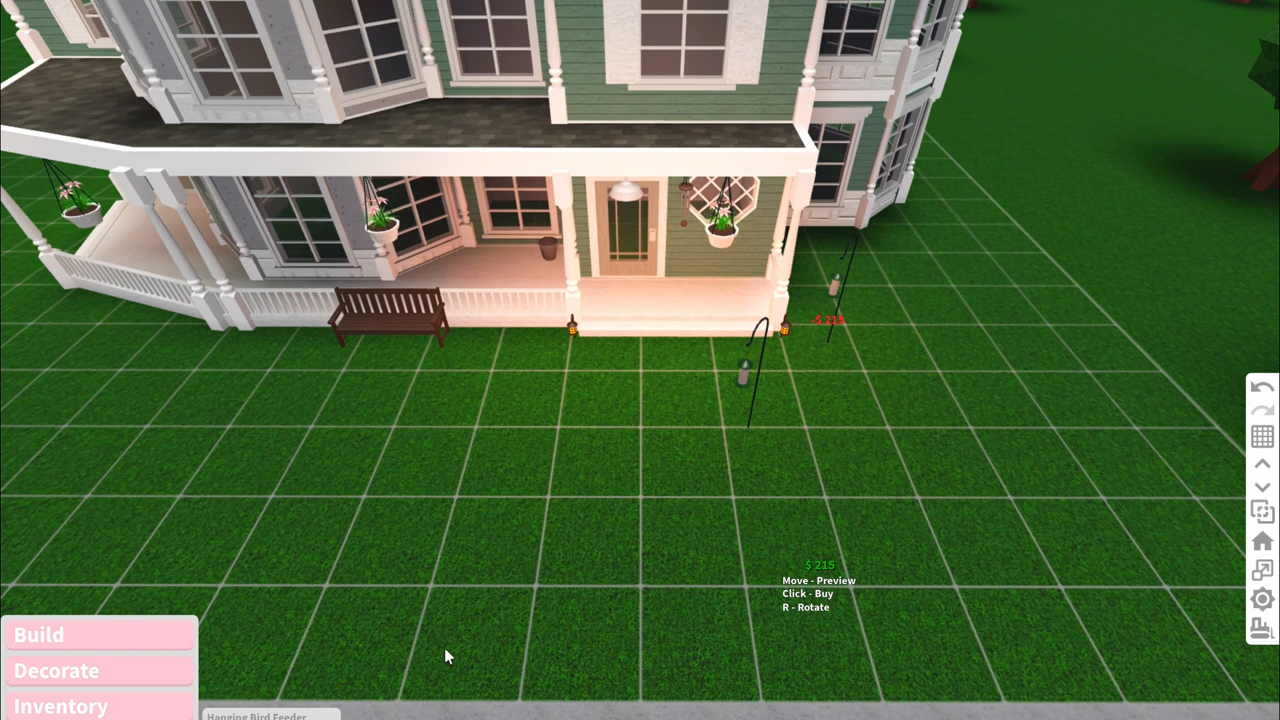 -$ 215
$ 215
Move - Preview
Click - Buy
R - Rotate
Build
Decorate
Inventory
Hanging Bird Feeder